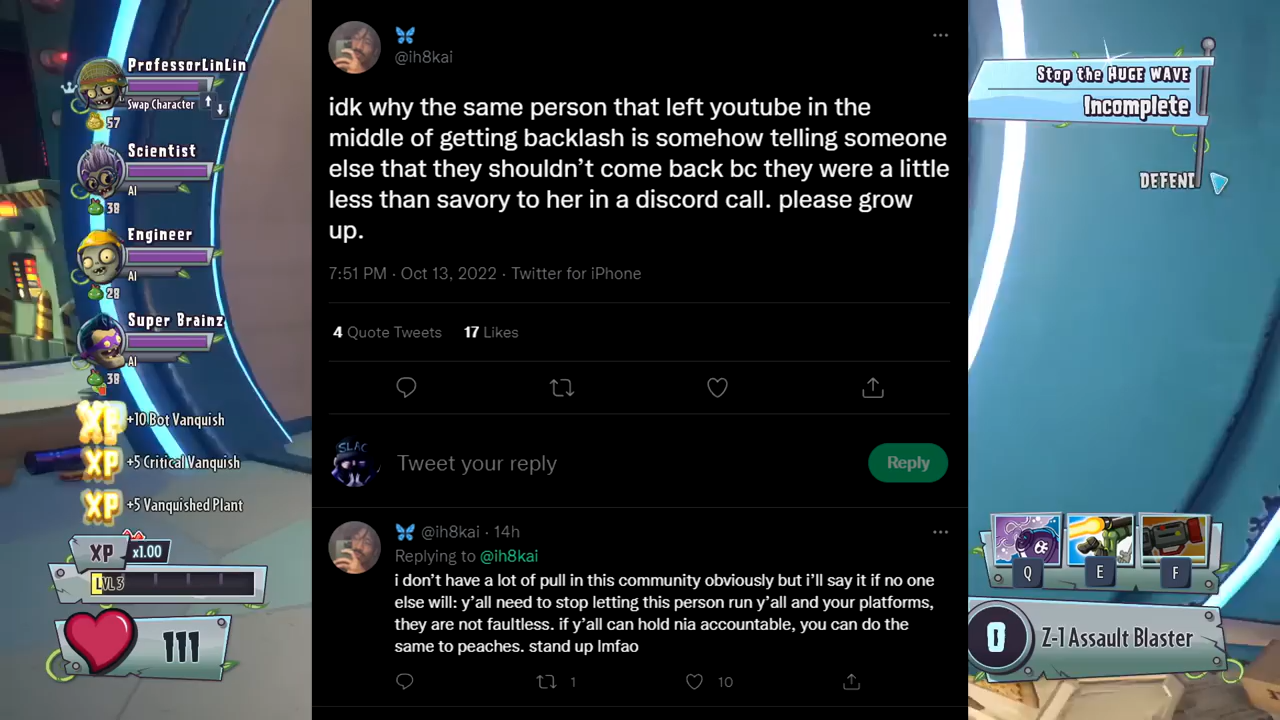 ProfessorLinLin
Swap Character
57
Scientist
AI
38
Engineer
AI
28
Super Brainz
AI
38
XP +10 Bot Vanquish
XP +5 Critical Vanquish
XP +5 Vanquished Plant
XP x1.00
LVL 3
111
@ih8kai
idk why the same person that left youtube in the
middle of getting backlash is somehow telling someone
else that they shouldn't come back bc they were a little
less than savory to her in a discord call. please grow
up.
7:51 PM · Oct 13, 2022 · Twitter for iPhone
4 Quote Tweets 17 Likes
SLAC
Tweet your reply
Reply
@ih8kai · 14h
Replying to @ih8kai
i don't have a lot of pull in this community obviously but i'll say it if no one
else will: y'all need to stop letting this person run y'all and your platforms,
they are not faultless. if y'all can hold nia accountable, you can do the
same to peaches. stand up lmfao
1 10
Stop the HUGE WAVE
Incomplete
DEFEND
Q E F
0 Z-1 Assault Blaster